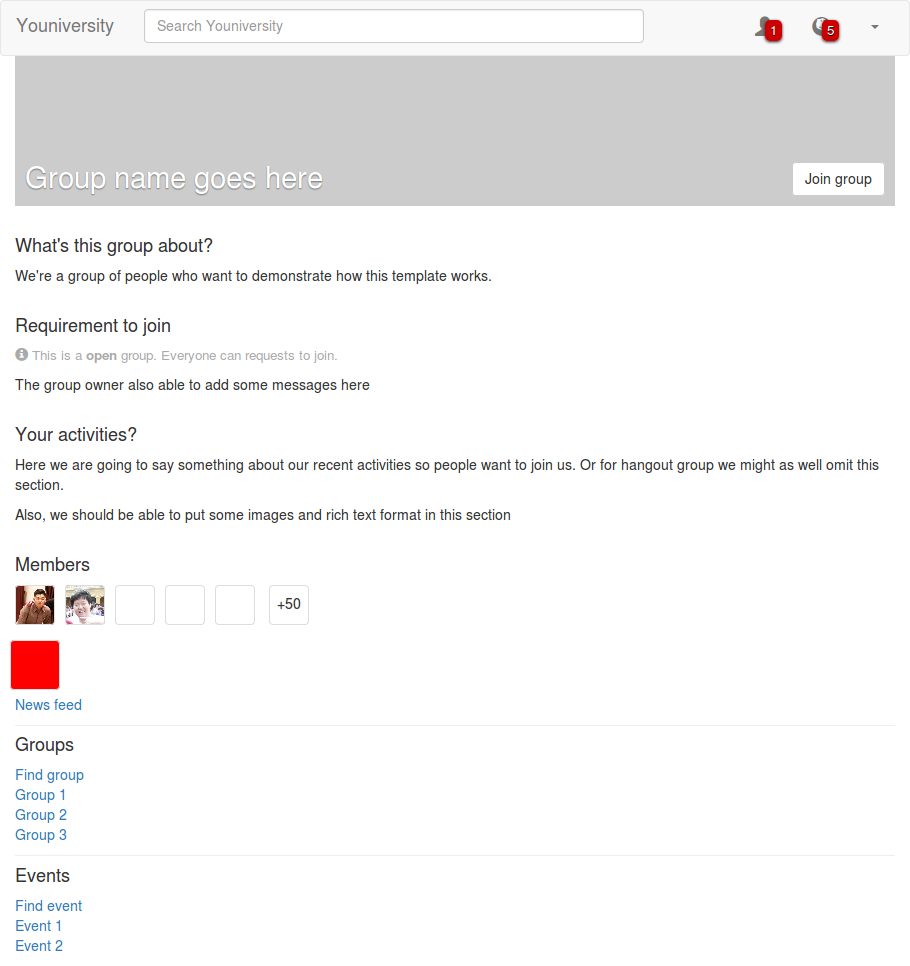 Youniversity
Search Youniversity
1
5
Group name goes here
Join group
What's this group about?
We're a group of people who want to demonstrate how this template works.
Requirement to join
This is a open group. Everyone can requests to join.
The group owner also able to add some messages here
Your activities?
Here we are going to say something about our recent activities so people want to join us. Or for hangout group we might as well omit this
section.
Also, we should be able to put some images and rich text format in this section
Members
+50
News feed
Groups
Find group
Group 1
Group 2
Group 3
Events
Find event
Event 1
Event 2